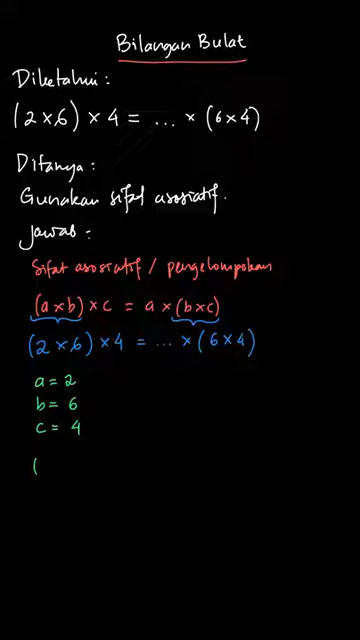 Bilangan Bulat
Diketahui:
(2 × 6) × 4 = ... × (6 × 4)
Ditanya:
Gunakan sifat asosiatif.
Jawab:
Sifat asosiatif / pengelompokan
(a × b) × c = a × (b × c)
(2 × 6) × 4 = ... × (6 × 4)
a = 2
b = 6
c = 4
(